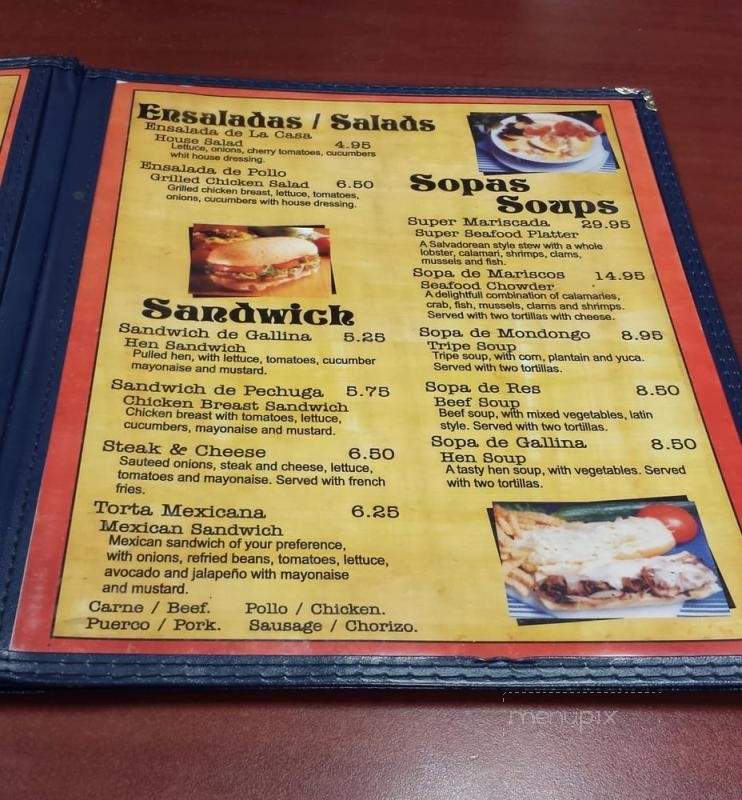 Ensaladas / Salads
Ensalada de La Casa
House Salad 4.95
Lettuce, onions, cherry tomatoes, cucumbers
whit house dressing.
Ensalada de Pollo
Grilled Chicken Salad 6.50
Grilled chicken breast, lettuce, tomatoes,
onions, cucumbers with house dressing.
Sandwich
Sandwich de Gallina 5.25
Hen Sandwich
Pulled hen, with lettuce, tomatoes, cucumber
mayonaise and mustard.
Sandwich de Pechuga 5.75
Chicken Breast Sandwich
Chicken breast with tomatoes, lettuce,
cucumbers, mayonaise and mustard.
Steak & Cheese 6.50
Sauteed onions, steak and cheese, lettuce,
tomatoes and mayonaise. Served with french
fries.
Torta Mexicana 6.25
Mexican Sandwich
Mexican sandwich of your preference,
with onions, refried beans, tomatoes, lettuce,
avocado and jalapeño with mayonaise
and mustard.
Carne / Beef. Pollo / Chicken.
Puerco / Pork. Sausage / Chorizo.
Sopas
Soups
Super Mariscada 29.95
Super Seafood Platter
A Salvadorean style stew with a whole
lobster, calamari, shrimps, clams,
mussels and fish.
Sopa de Mariscos 14.95
Seafood Chowder
A delightfull combination of calamaries,
crab, fish, mussels, clams and shrimps.
Served with two tortillas with cheese.
Sopa de Mondongo 8.95
Tripe Soup
Tripe soup, with corn, plantain and yuca.
Served with two tortillas.
Sopa de Res 8.50
Beef Soup
Beef soup, with mixed vegetables, latin
style. Served with two tortillas.
Sopa de Gallina 8.50
Hen Soup
A tasty hen soup, with vegetables. Served
with two tortillas.
menupix